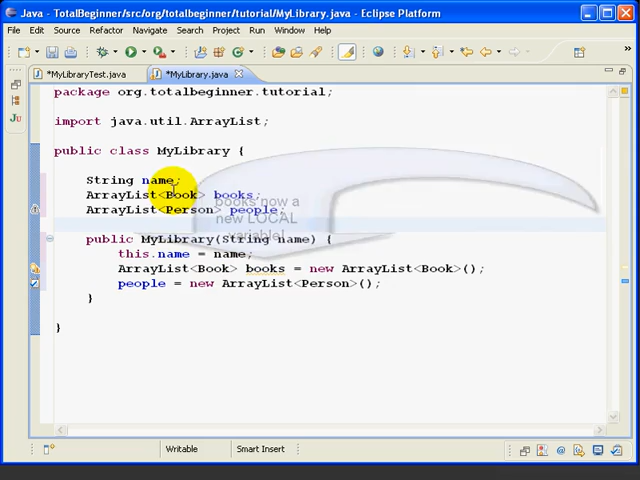 Java - TotalBeginner/src/org/totalbeginner/tutorial/MyLibrary.java - Eclipse Platform
File Edit Source Refactor Navigate Search Project Run Window Help
*MyLibraryTest.java *MyLibrary.java
package org.totalbeginner.tutorial;
import java.util.ArrayList;
public class MyLibrary {
String name;
ArrayList<Book> books;
ArrayList<Person> people;
books now a
new LOCAL
variable!
public MyLibrary(String name) {
this.name = name;
ArrayList<Book> books = new ArrayList<Book>();
people = new ArrayList<Person>();
}
}
Writable Smart Insert